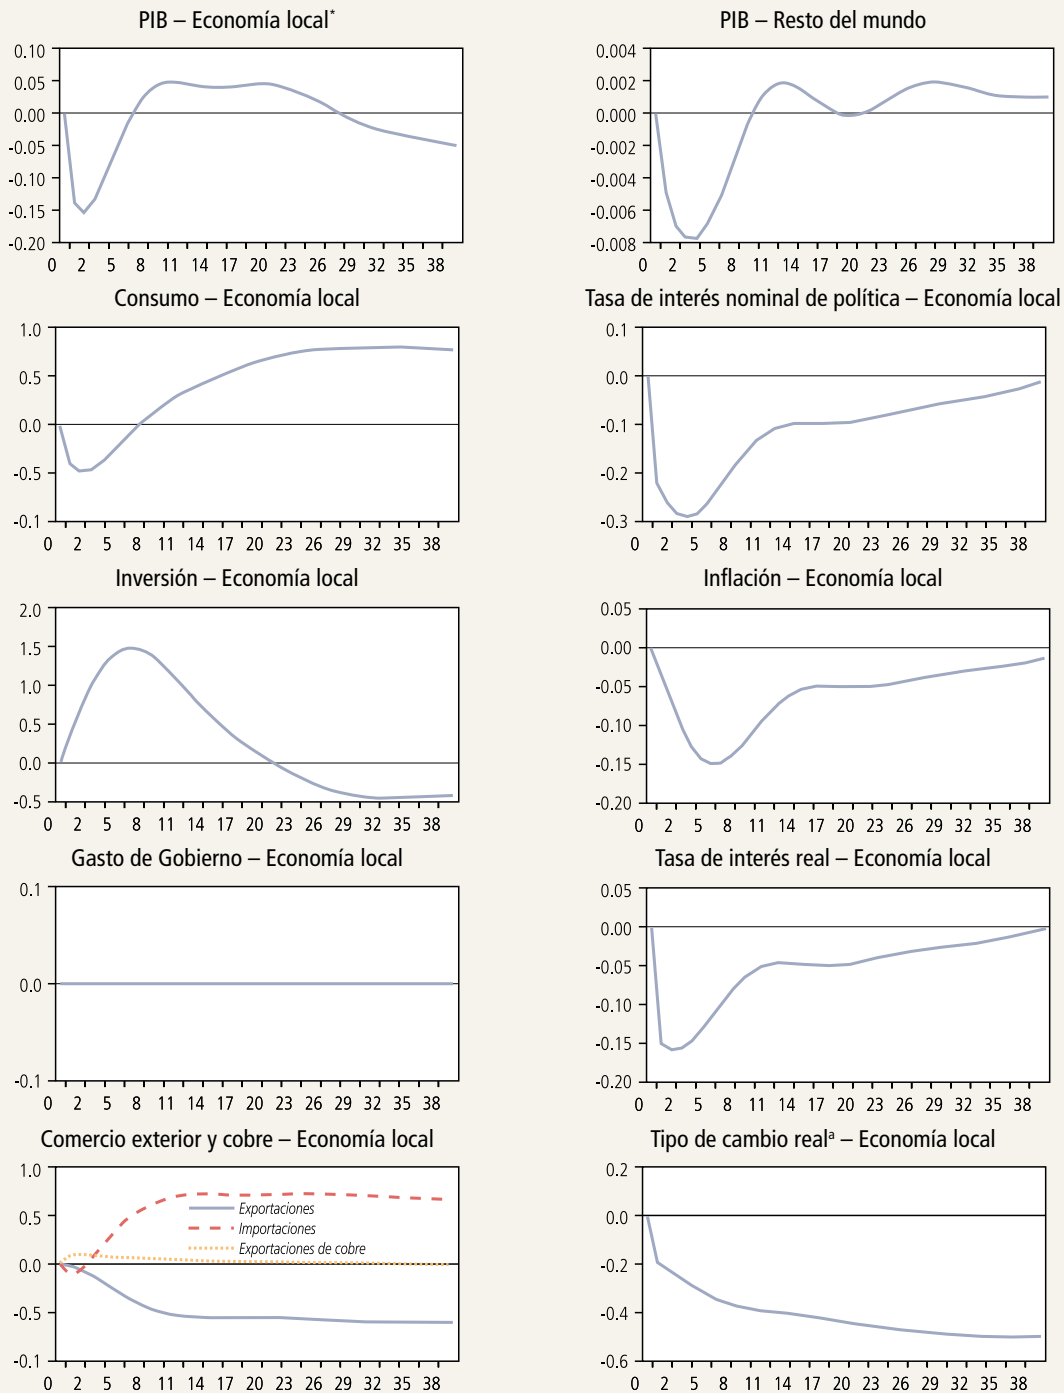 PIB – Economía local*
0.10
0.05
0.00
-0.05
-0.10
-0.15
-0.20
0 2 5 8 11 14 17 20 23 26 32 35 38
PIB – Resto del mundo
0.004
0.002
0.000
-0.002
-0.004
-0.006
-0.008
0 2 5 8 11 14 17 20 23 26 29 32 35 38
Consumo – Economía local
1.0
0.5
0.0
-0.5
-0.1
0 2 5 8 11 14 17 20 23 26 32 35 38
Tasa de interés nominal de política – Economía local
0.1
0.0
-0.1
-0.2
-0.3
0 2 5 8 11 14 17 20 23 26 29 32 35 38
Inversión – Economía local
2.0
1.5
1.0
0.5
0.0
-0.5
0 2 5 8 11 14 17 20 23 26 29 32 35 38
Inflación – Economía local
0.05
0.00
-0.05
-0.10
-0.15
-0.20
0 2 5 8 11 14 17 20 23 26 29 32 35 38
Gasto de Gobierno – Economía local
0.1
0.0
-0.1
0 2 5 8 11 14 17 20 23 26 29 32 35 38
Tasa de interés real – Economía local
0.05
0.00
-0.05
-0.10
-0.15
-0.20
0 2 5 8 11 14 17 20 23 26 29 32 35 38
Comercio exterior y cobre – Economía local
1.0
0.5
0.0
-0.5
-0.1
Exportaciones
Importaciones
Exportaciones de cobre
0 2 5 8 11 14 17 20 23 26 29 32 35 38
Tipo de cambio realª – Economía local
0.2
0.0
-0.2
-0.4
-0.6
0 2 5 8 11 14 17 20 23 26 29 32 35 38